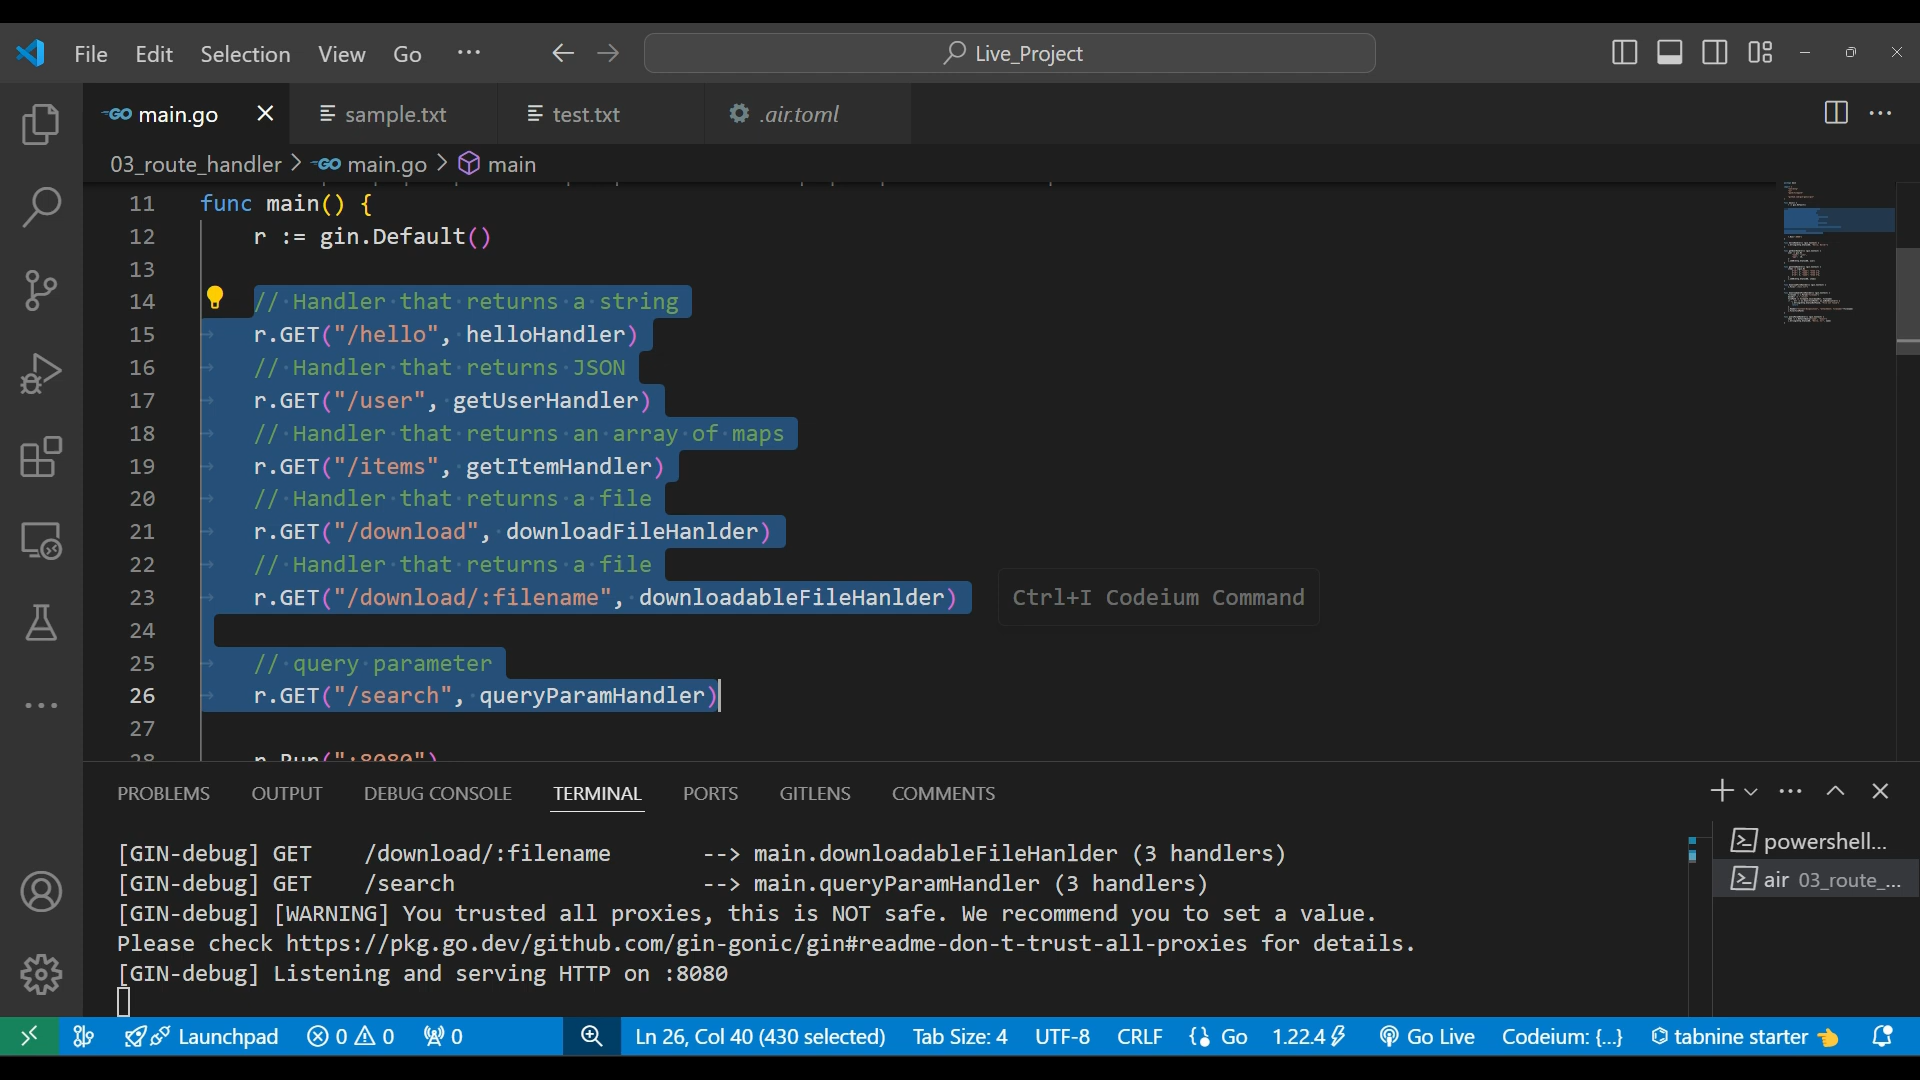 File Edit Selection View Go ··· Live_Project
main.go sample.txt test.txt .air.toml
03_route_handler > main.go > main
11 func main() {
12 r := gin.Default()
13
14 // Handler that returns a string
15 r.GET("/hello", helloHandler)
16 // Handler that returns JSON
17 r.GET("/user", getUserHandler)
18 // Handler that returns an array of maps
19 r.GET("/items", getItemHandler)
20 // Handler that returns a file
21 r.GET("/download", downloadFileHanlder)
22 // Handler that returns a file
23 r.GET("/download/:filename", downloadableFileHanlder) Ctrl+I Codeium Command
24
25 // query parameter
26 r.GET("/search", queryParamHandler)
27
28 r.Run(":8080")
PROBLEMS OUTPUT DEBUG CONSOLE TERMINAL PORTS GITLENS COMMENTS
[GIN-debug] GET /download/:filename --> main.downloadableFileHanlder (3 handlers)
[GIN-debug] GET /search --> main.queryParamHandler (3 handlers)
[GIN-debug] [WARNING] You trusted all proxies, this is NOT safe. We recommend you to set a value.
Please check https://pkg.go.dev/github.com/gin-gonic/gin#readme-don-t-trust-all-proxies for details.
[GIN-debug] Listening and serving HTTP on :8080
powershell...
air 03_route_...
Launchpad 0 0 0 Ln 26, Col 40 (430 selected) Tab Size: 4 UTF-8 CRLF {} Go 1.22.4 Go Live Codeium: {...} tabnine starter